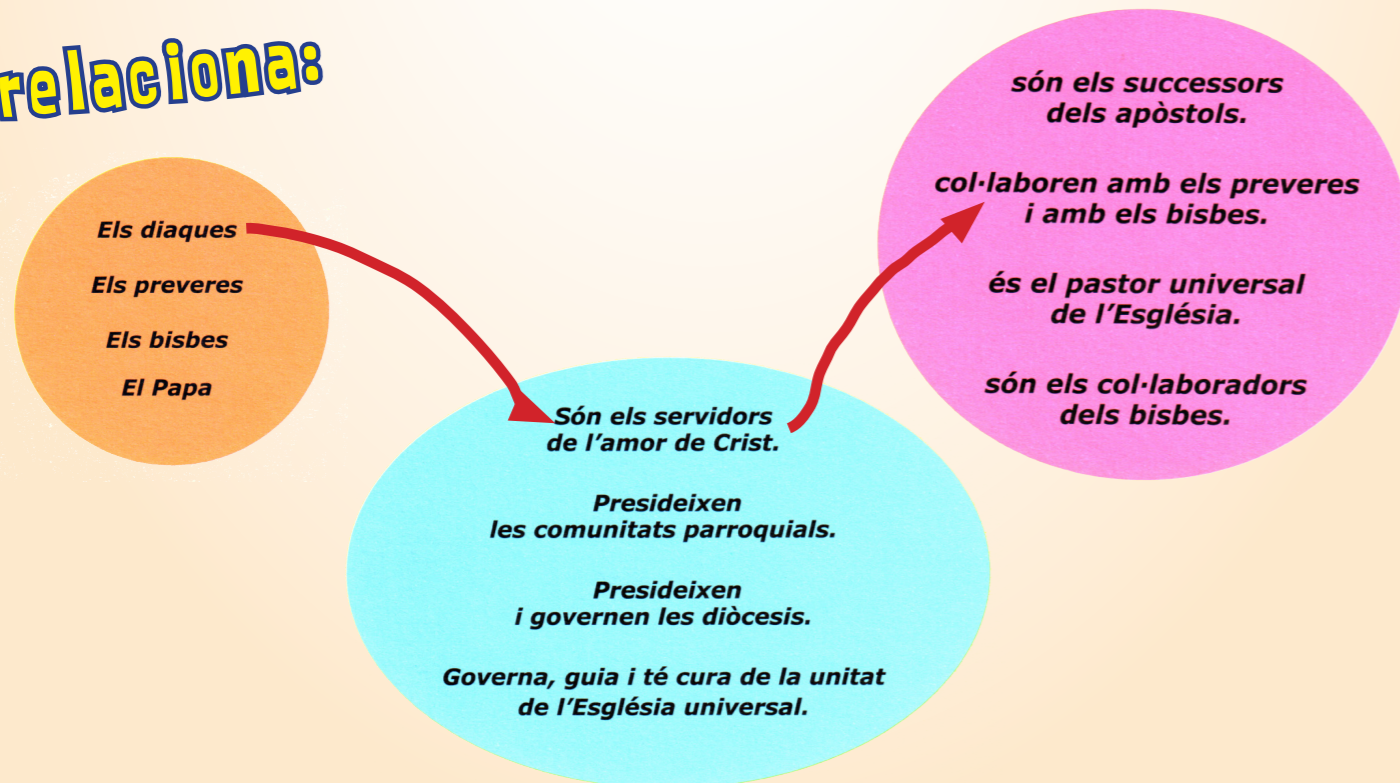 relaciona:
Els diaques
Els preveres
Els bisbes
El Papa
Són els servidors
de l’amor de Crist.
Presideixen
les comunitats parroquials.
Presideixen
i governen les diòcesis.
Governa, guia i té cura de la unitat
de l’Església universal.
són els successors
dels apòstols.
col·laboren amb els preveres
i amb els bisbes.
és el pastor universal
de l’Església.
són els col·laboradors
dels bisbes.